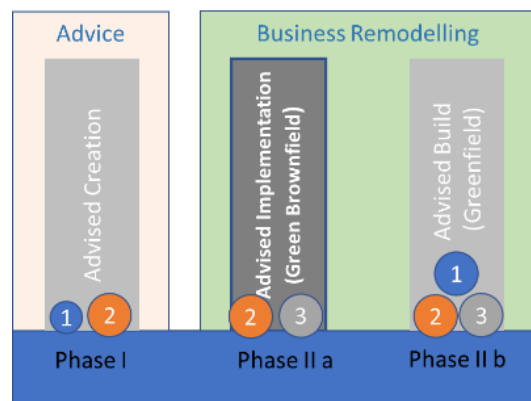 Advice
Business Remodelling
Advised Creation
Advised Implementation
(Green Brownfield)
Advised Build
(Greenfield)
1
1
2
2
3
2
3
Phase I
Phase II a
Phase II b